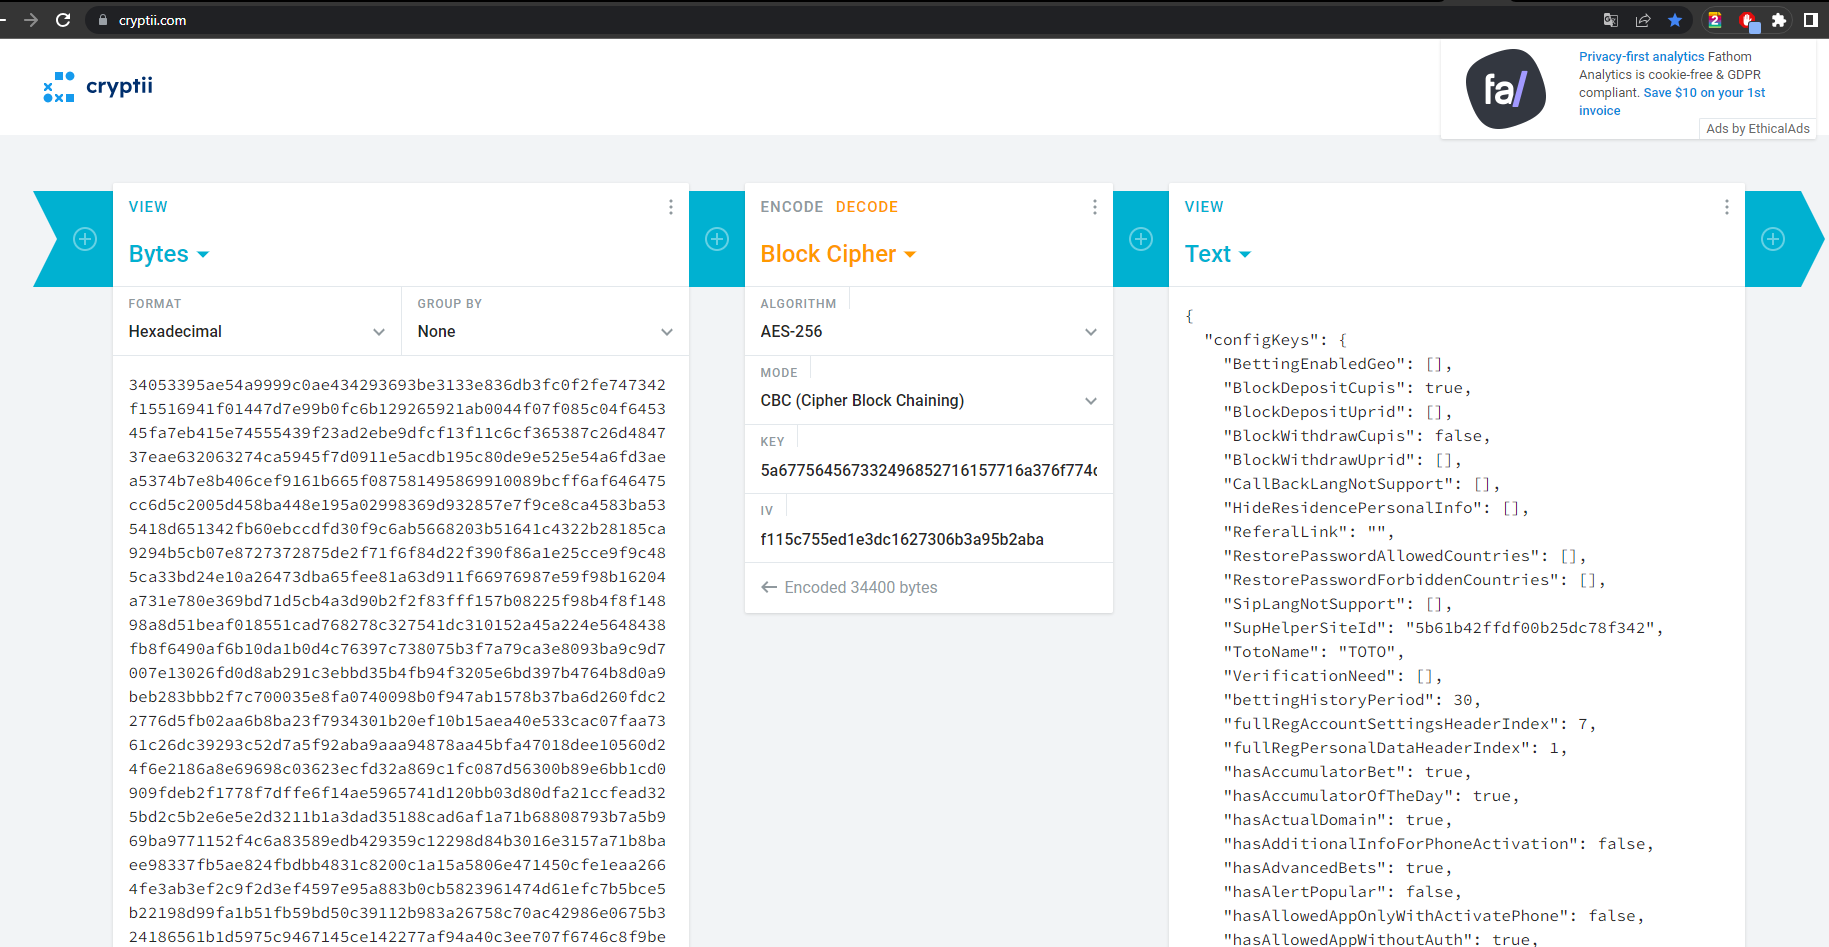 cryptii.com
cryptii
Privacy-first analytics Fathom
Analytics is cookie-free & GDPR
compliant. Save $10 on your 1st
invoice
Ads by EthicalAds
fa/
VIEW
Bytes
FORMAT
Hexadecimal
GROUP BY
None
34053395ae54a9999c0ae434293693be3133e836db3fc0f2fe747342
f15516941f01447d7e99b0fc6b129265921ab0044f07f085c04f6453
45fa7eb415e74555439f23ad2ebe9dfcf13f11c6cf365387c26d4847
37eae632063274ca5945f7d0911e5acdb195c80de9e525e54a6fd3ae
a5374b7e8b406cef9161b665f087581495869910089bcff6af646475
cc6d5c2005d458ba448e195a02998369d932857e7f9ce8ca4583ba53
5418d651342fb60ebccdfd30f9c6ab5668203b51641c4322b28185ca
9294b5cb07e8727372875de2f71f6f84d22f390f86a1e25cce9f9c48
5ca33bd24e10a26473dba65fee81a63d911f66976987e59f98b16204
a731e780e369bd71d5cb4a3d90b2f2f83fff157b08225f98b4f8f148
98a8d51beaf018551cad768278c327541dc310152a45a224e5648438
fb8f6490af6b10da1b0d4c76397c738075b3f7a79ca3e8093ba9c9d7
007e13026fd0d8ab291c3ebbd35b4fb94f3205e6bd397b4764b8d0a9
beb283bbb2f7c700035e8fa0740098b0f947ab1578b37ba6d260fdc2
2776d5fb02aa6b8ba23f7934301b20ef10b15aea40e533cac07faa73
61c26dc39293c52d7a5f92aba9aaa94878aa45bfa47018dee10560d2
4f6e2186a8e69698c03623ecfd32a869c1fc087d56300b89e6bb1cd0
909fdeb2f1778f7dffe6f14ae5965741d120bb03d80dfa21ccfead32
5bd2c5b2e6e5e2d3211b1a3dad35188cad6af1a71b68808793b7a5b9
69ba9771152f4c6a83589edb429359c12298d84b3016e3157a71b8ba
ee98337fb5ae824fbdbb4831c8200c1a15a5806e471450cfe1eaa266
4fe3ab3ef2c9f2d3ef4597e95a883b0cb5823961474d61efc7b5bce5
b22198d99fa1b51fb59bd50c39112b983a26758c70ac42986e0675b3
24186561b1d5975c9467145ce142277af94a40c3ee707f6746c8f9be
ENCODE DECODE
Block Cipher
ALGORITHM
AES-256
MODE
CBC (Cipher Block Chaining)
KEY
5a677564567332496852716157716a376f774c
IV
f115c755ed1e3dc1627306b3a95b2aba
← Encoded 34400 bytes
VIEW
Text
{
"configKeys": {
"BettingEnabledGeo": [],
"BlockDepositCupis": true,
"BlockDepositUprid": [],
"BlockWithdrawCupis": false,
"BlockWithdrawUprid": [],
"CallBackLangNotSupport": [],
"HideResidencePersonalInfo": [],
"ReferalLink": "",
"RestorePasswordAllowedCountries": [],
"RestorePasswordForbiddenCountries": [],
"SipLangNotSupport": [],
"SupHelperSiteId": "5b61b42ffdf00b25dc78f342",
"TotoName": "TOTO",
"VerificationNeed": [],
"bettingHistoryPeriod": 30,
"fullRegAccountSettingsHeaderIndex": 7,
"fullRegPersonalDataHeaderIndex": 1,
"hasAccumulatorBet": true,
"hasAccumulatorOfTheDay": true,
"hasActualDomain": true,
"hasAdditionalInfoForPhoneActivation": false,
"hasAdvancedBets": true,
"hasAlertPopular": false,
"hasAllowedAppOnlyWithActivatePhone": false,
"hasAllowedAppWithoutAuth": true,